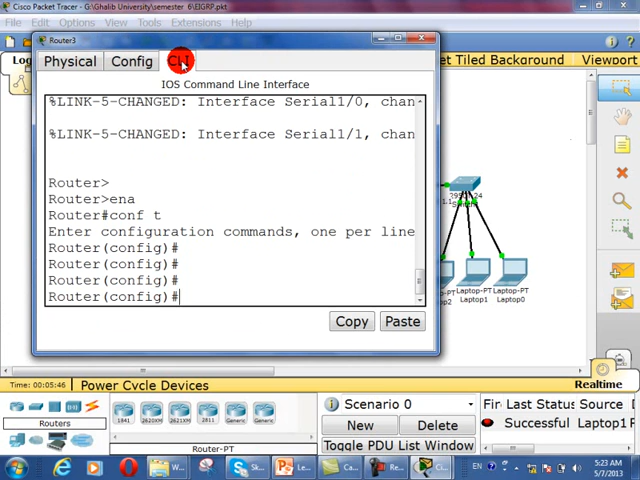 Cisco Packet Tracer - G:\Ghalib University\semester 6\EIGRP.pkt
File Edit
View Tools Extensions Help
Router3
Physical Config CLI
IOS Command Line Interface
%LINK-5-CHANGED: Interface Serial1/0, chan
%LINK-5-CHANGED: Interface Serial1/1, chan
Router>
Router>ena
Router#conf t
Enter configuration commands, one per line
Router(config)#
Router(config)#
Router(config)#
Router(config)#
Copy Paste
Set Tiled Background Viewport
1.1
Laptop-PT Laptop-PT
Laptop1 Laptop0
Time: 00:05:46 Power Cycle Devices
Realtime
Routers
1841 2620XM 2621XM 2811 Generic Generic
Router-PT
Scenario 0
New Delete
Toggle PDU List Window
Fir Last Status Source
Successful Laptop1
EN
5:23 AM
5/7/2013